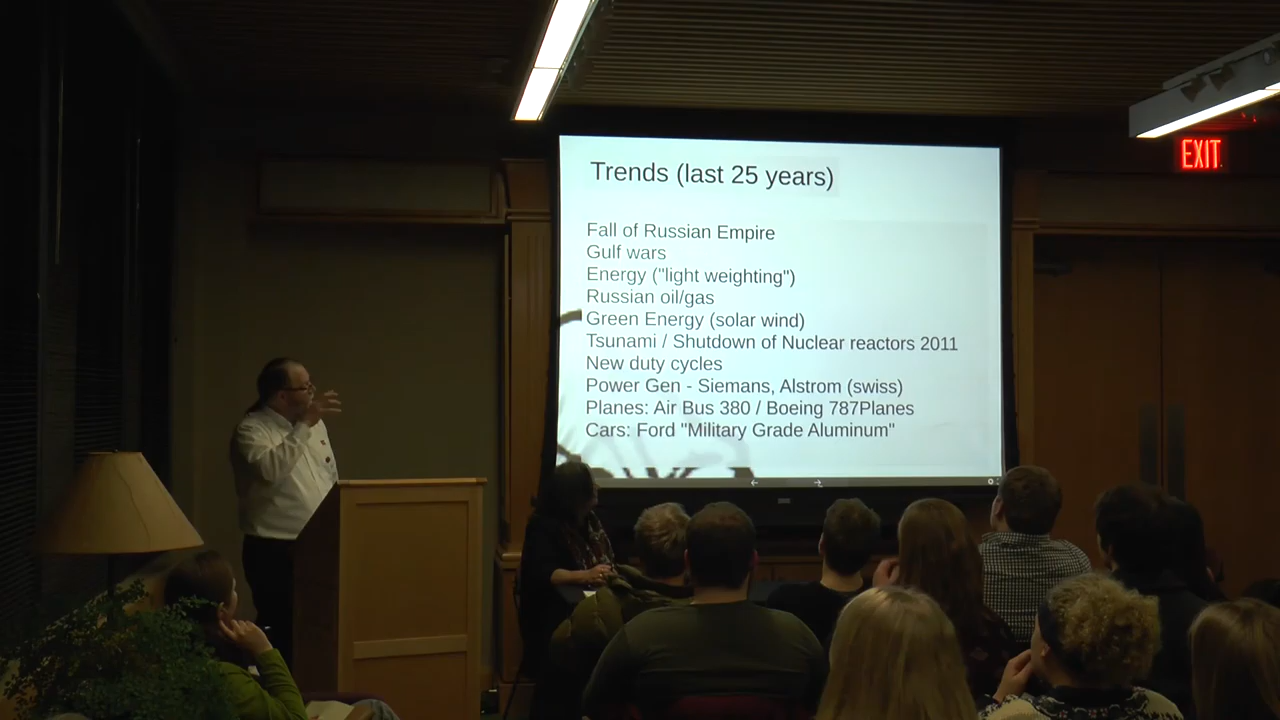 EXIT
Trends (last 25 years)
Fall of Russian Empire
Gulf wars
Energy ("light weighting")
Russian oil/gas
Green Energy (solar wind)
Tsunami / Shutdown of Nuclear reactors 2011
New duty cycles
Power Gen - Siemans, Alstrom (swiss)
Planes: Air Bus 380 / Boeing 787Planes
Cars: Ford "Military Grade Aluminum"